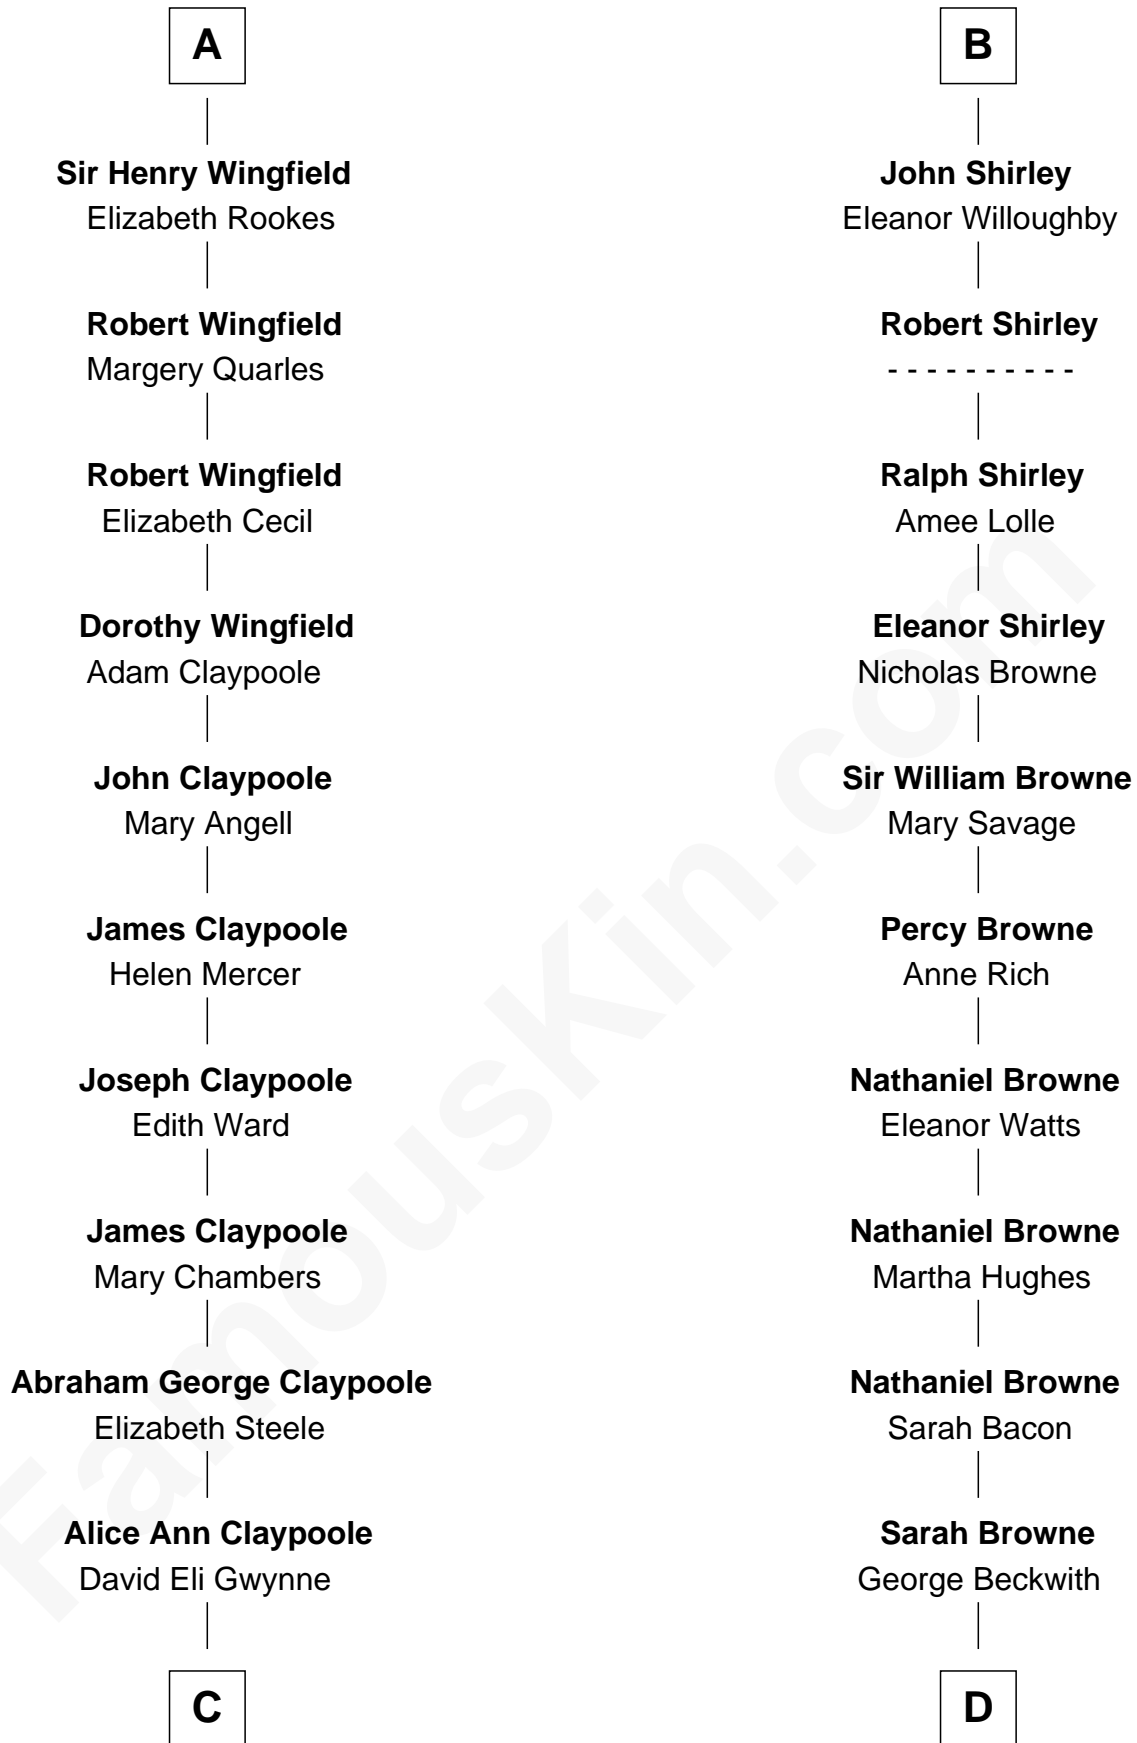 A
Sir Henry Wingfield
Elizabeth Rookes
Robert Wingfield
Margery Quarles
Robert Wingfield
Elizabeth Cecil
Dorothy Wingfield
Adam Claypoole
John Claypoole
Mary Angell
James Claypoole
Helen Mercer
Joseph Claypoole
Edith Ward
James Claypoole
Mary Chambers
Abraham George Claypoole
Elizabeth Steele
Alice Ann Claypoole
David Eli Gwynne
C
B
John Shirley
Eleanor Willoughby
Robert Shirley
- - - - - - - - - -
Ralph Shirley
Amee Lolle
Eleanor Shirley
Nicholas Browne
Sir William Browne
Mary Savage
Percy Browne
Anne Rich
Nathaniel Browne
Eleanor Watts
Nathaniel Browne
Martha Hughes
Nathaniel Browne
Sarah Bacon
Sarah Browne
George Beckwith
D
FamousKin.com